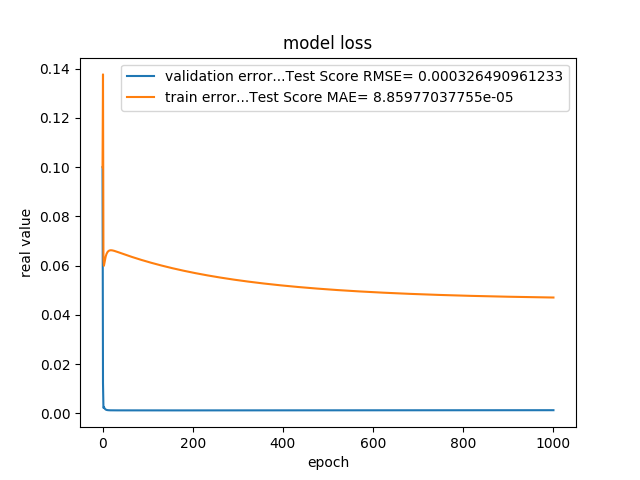 model loss
validation error...Test Score RMSE= 0.000326490961233
train error...Test Score MAE= 8.85977037755e-05
real value
0.14
0.12
0.10
0.08
0.06
0.04
0.02
0.00
0 200 400 600 800 1000
epoch